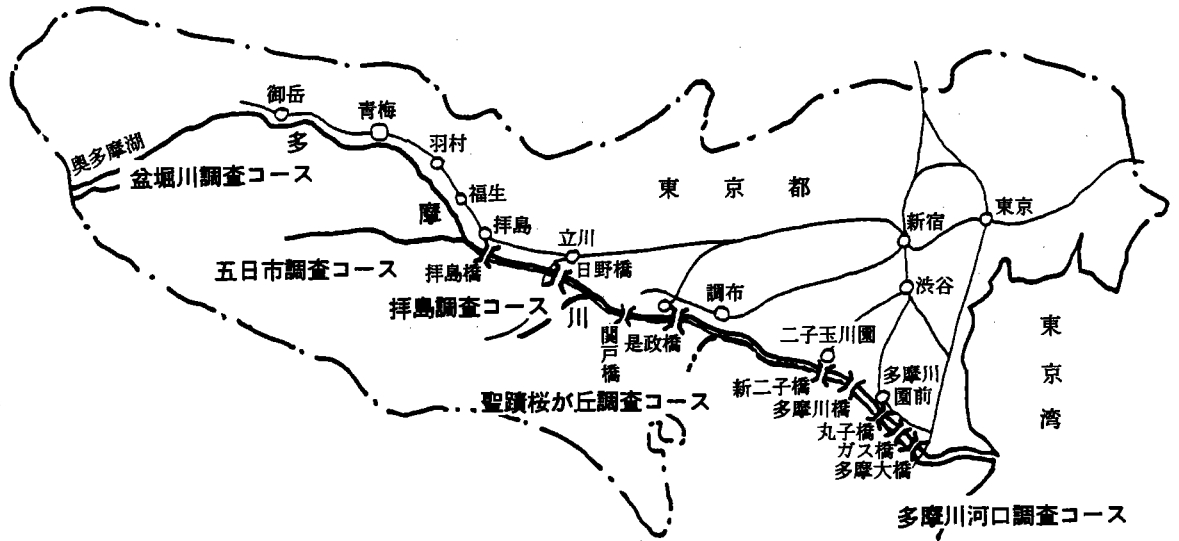 御岳
青梅
羽村
福生
拝島
立川
奥多摩湖
多
摩
川
盆堀川調査コース
五日市調査コース
拝島橋
日野橋
拝島調査コース
関戸橋
是政橋
調布
聖蹟桜が丘調査コース
東京都
新宿
東京
渋谷
二子玉川園
新二子橋
多摩川橋
多摩川
園前
丸子橋
ガス橋
多摩大橋
東京湾
多摩川河口調査コース